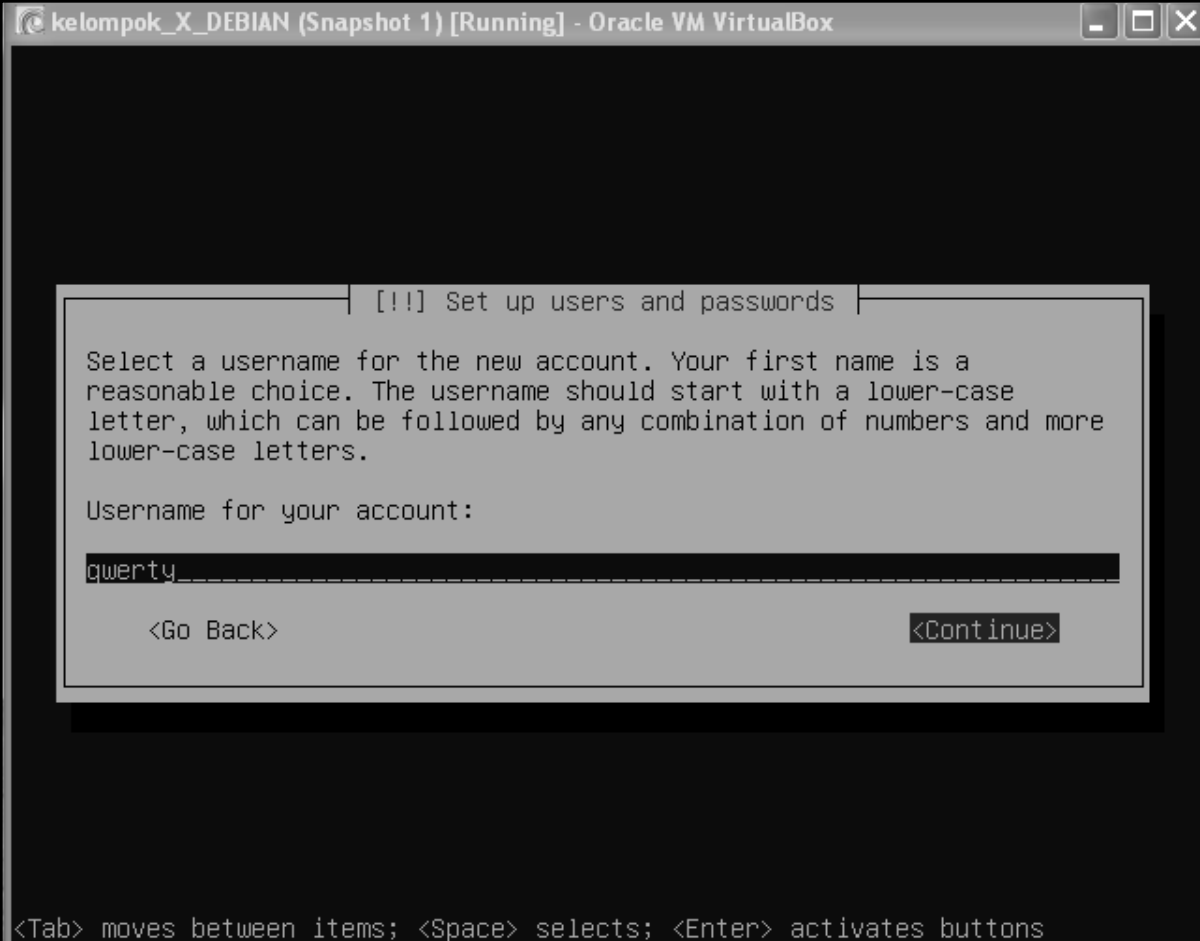 kelompok_X_DEBIAN (Snapshot 1) [Running] - Oracle VM VirtualBox
[!!] Set up users and passwords
Select a username for the new account. Your first name is a
reasonable choice. The username should start with a lower-case
letter, which can be followed by any combination of numbers and more
lower-case letters.
Username for your account:
qwerty_______________________________________________________________
<Go Back> <Continue>
<Tab> moves between items; <Space> selects; <Enter> activates buttons